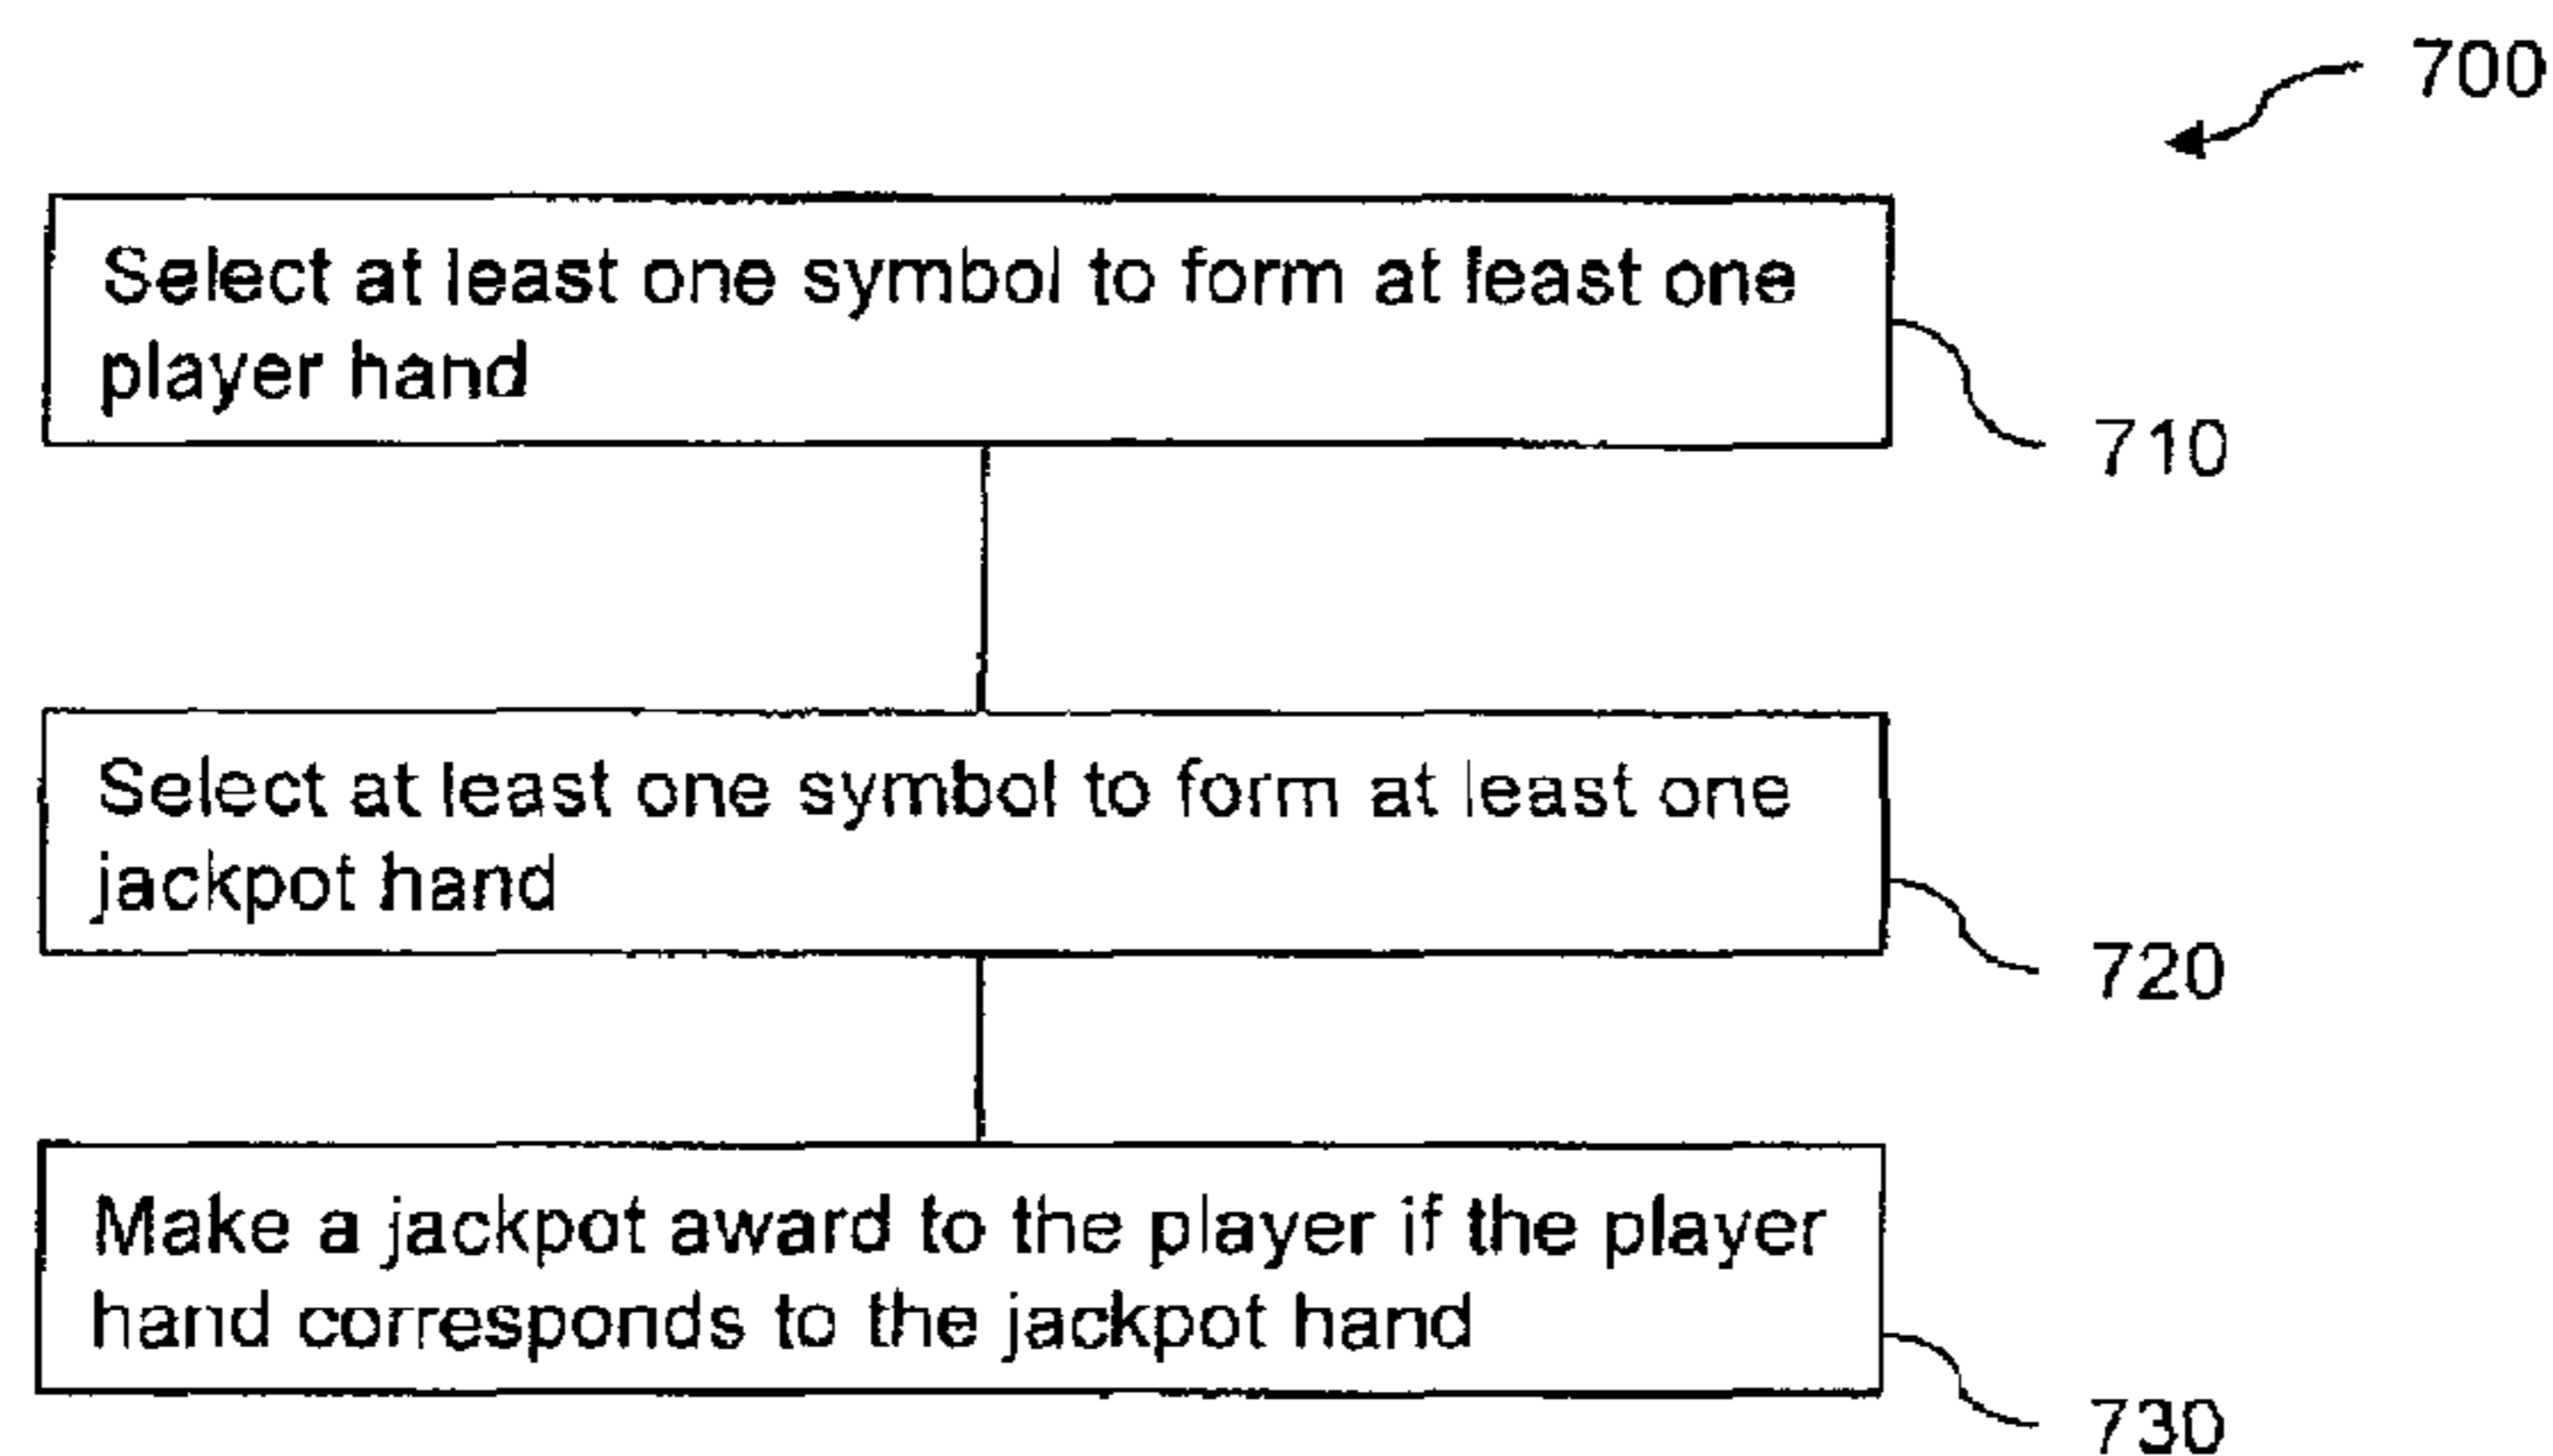 700
Select at least one symbol to form at least one
player hand
710
Select at least one symbol to form at least one
jackpot hand
720
Make a jackpot award to the player if the player
hand corresponds to the jackpot hand
730